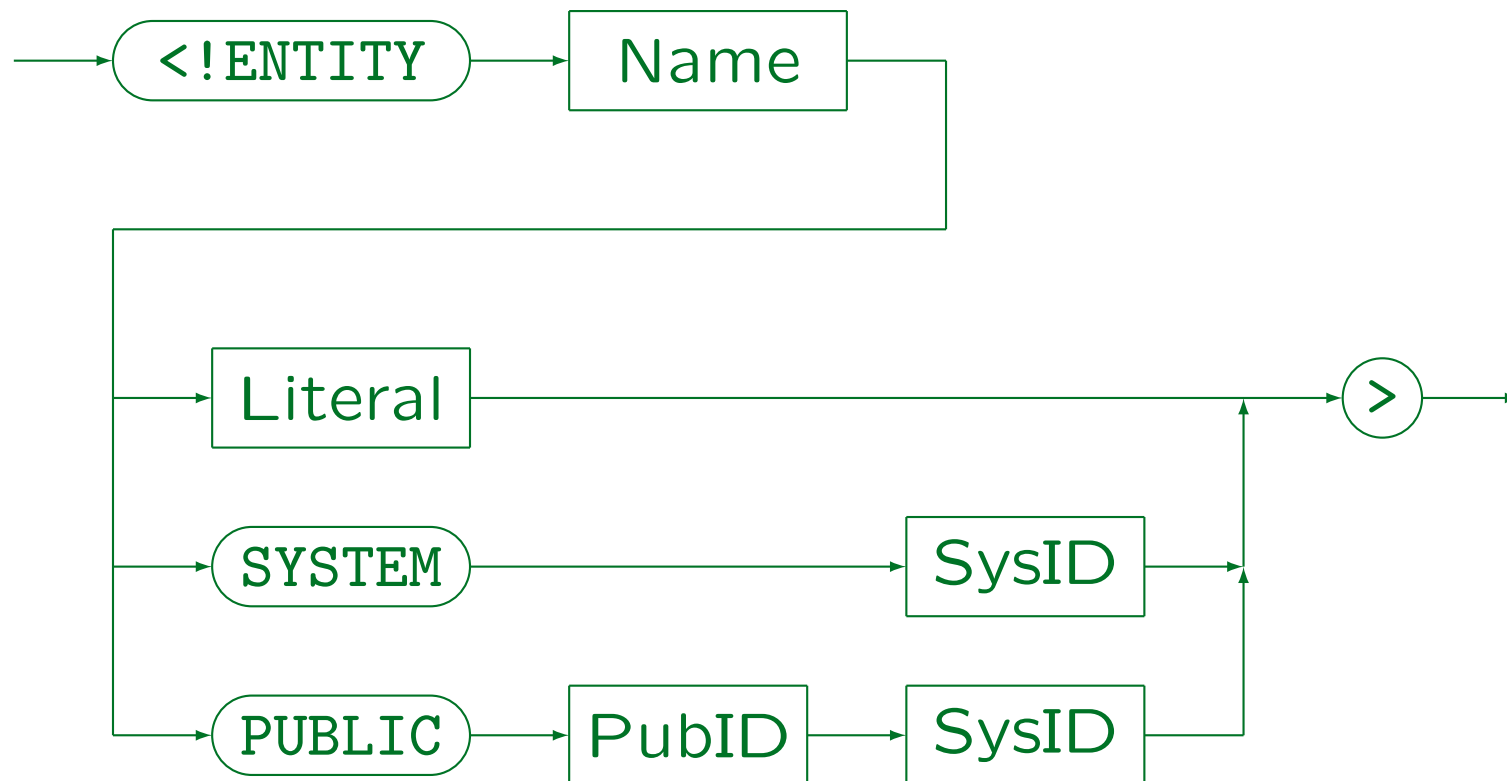 <!ENTITY Name
Literal >
SYSTEM SysID
PUBLIC PubID SysID